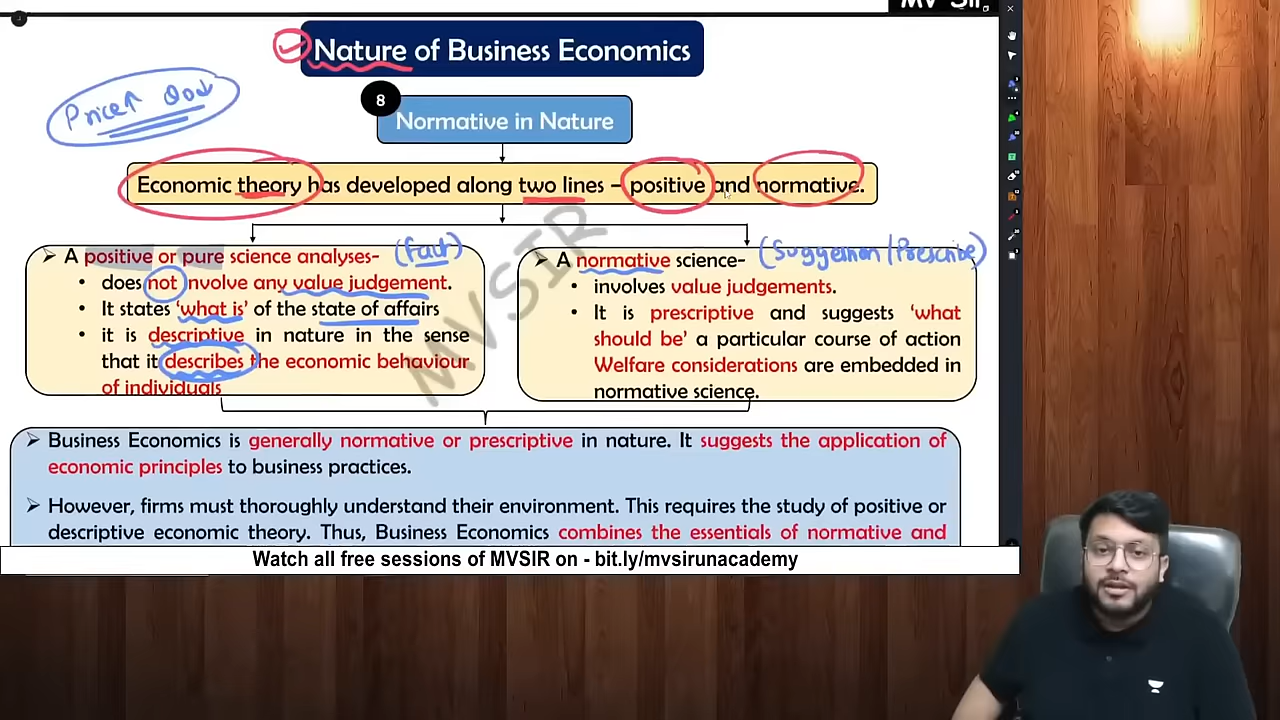 MV Sir.
Nature of Business Economics
8
Normative in Nature
Price↑
Economic theory has developed along two lines – positive and normative.
➢ A positive or pure science analyses- (Fact)
• does not involve any value judgement.
• It states ‘what is’ of the state of affairs
• it is descriptive in nature in the sense
that it describes the economic behaviour
of individuals
➢ A normative science- (Suggestion/Prescribe)
• involves value judgements.
• It is prescriptive and suggests ‘what
should be’ a particular course of action
Welfare considerations are embedded in
normative science.
MVSIR
➢ Business Economics is generally normative or prescriptive in nature. It suggests the application of
economic principles to business practices.
➢ However, firms must thoroughly understand their environment. This requires the study of positive or
descriptive economic theory. Thus, Business Economics combines the essentials of normative and
Watch all free sessions of MVSIR on - bit.ly/mvsirunacademy